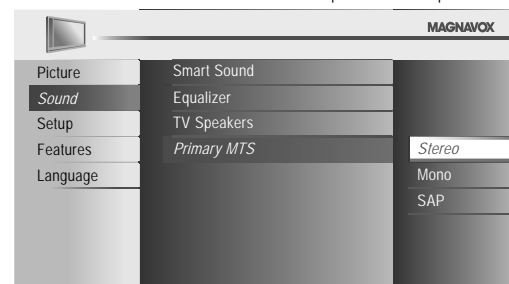 MAGNAVOX
Picture
Sound
Setup
Features
Language
Smart Sound
Equalizer
TV Speakers
Primary MTS
Stereo
Mono
SAP